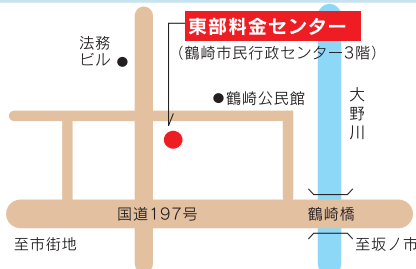 東部料金センター
(鶴崎市民行政センター3階)
法務
ビル
鶴崎公民館
大野川
国道197号
鶴崎橋
至市街地
至坂ノ市